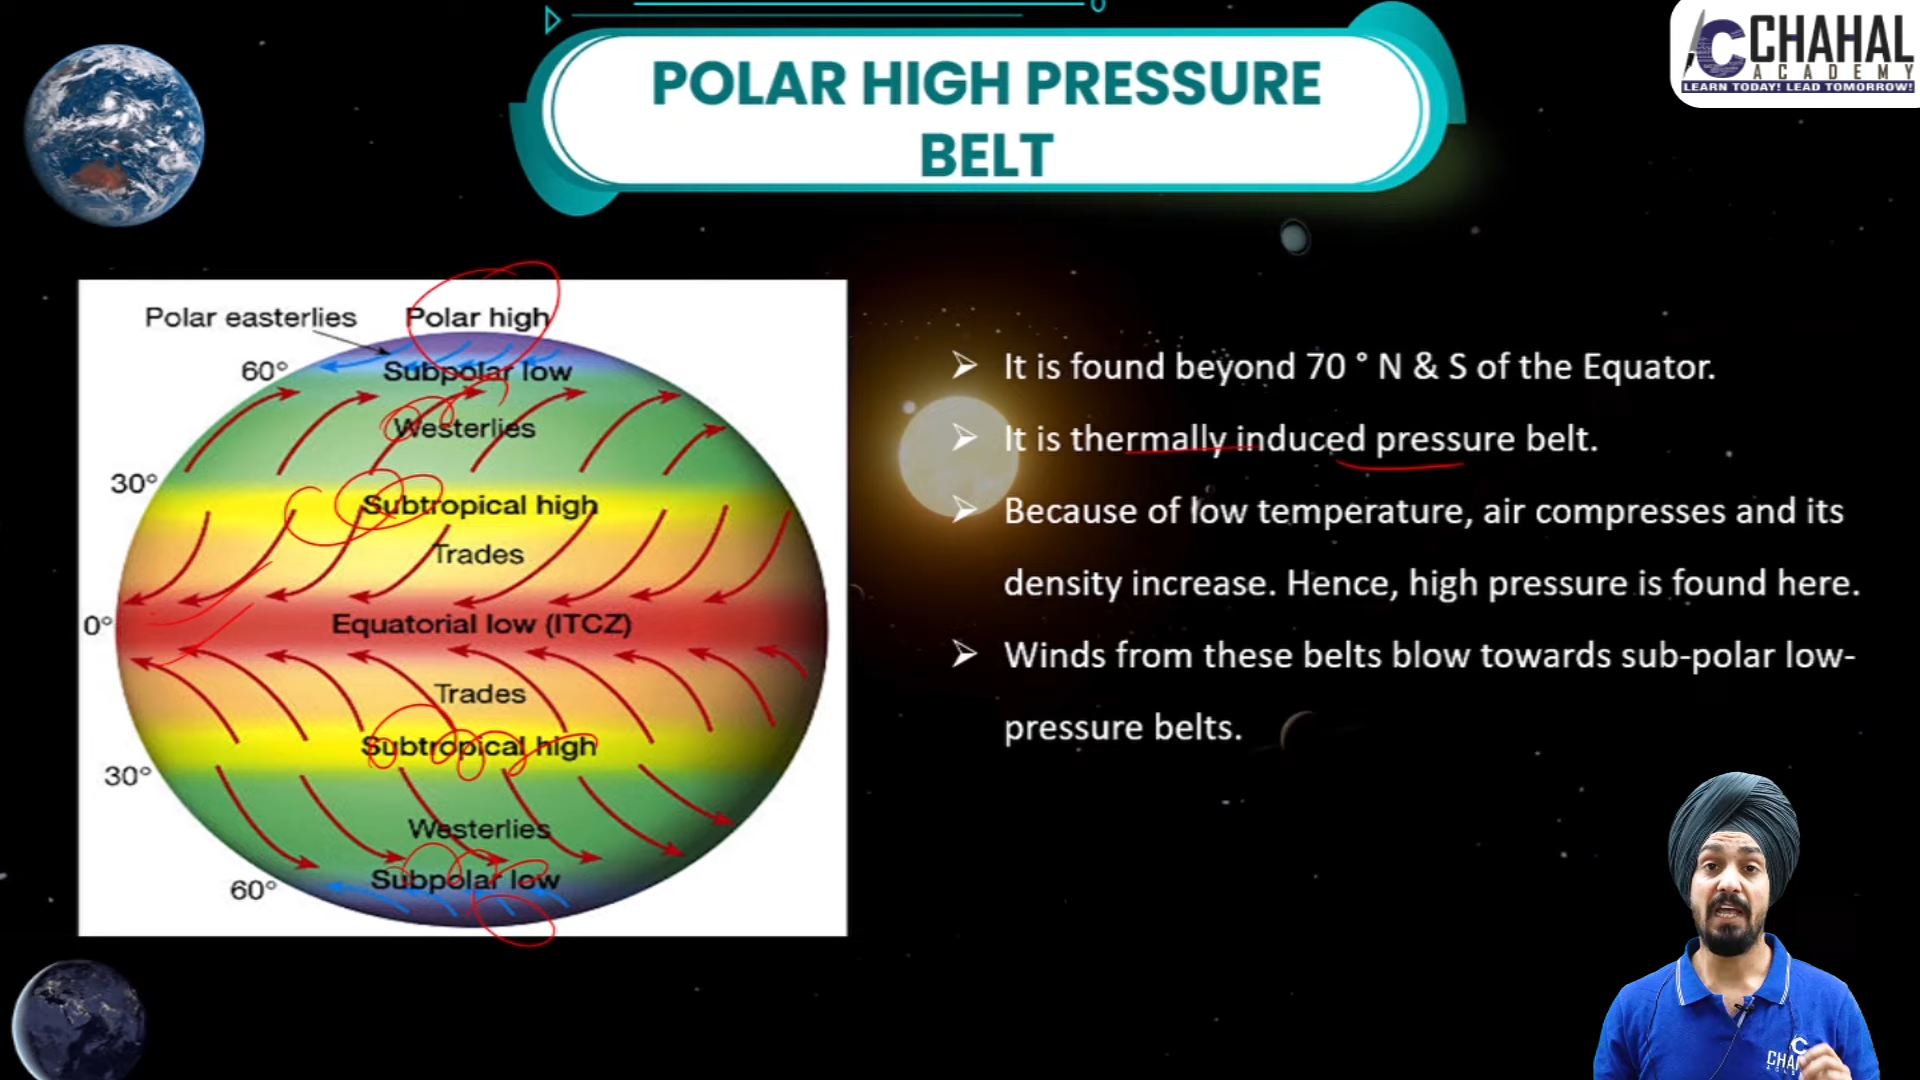 POLAR HIGH PRESSURE
BELT
CHAHAL
ACADEMY
LEARN TODAY! LEAD TOMORROW!
Polar easterlies
Polar high
60°
Subpolar low
Westerlies
30°
Subtropical high
Trades
0°
Equatorial low (ITCZ)
Trades
Subtropical high
30°
Westerlies
Subpolar low
60°
It is found beyond 70 ° N & S of the Equator.
It is thermally induced pressure belt.
Because of low temperature, air compresses and its
density increase. Hence, high pressure is found here.
Winds from these belts blow towards sub-polar low-
pressure belts.